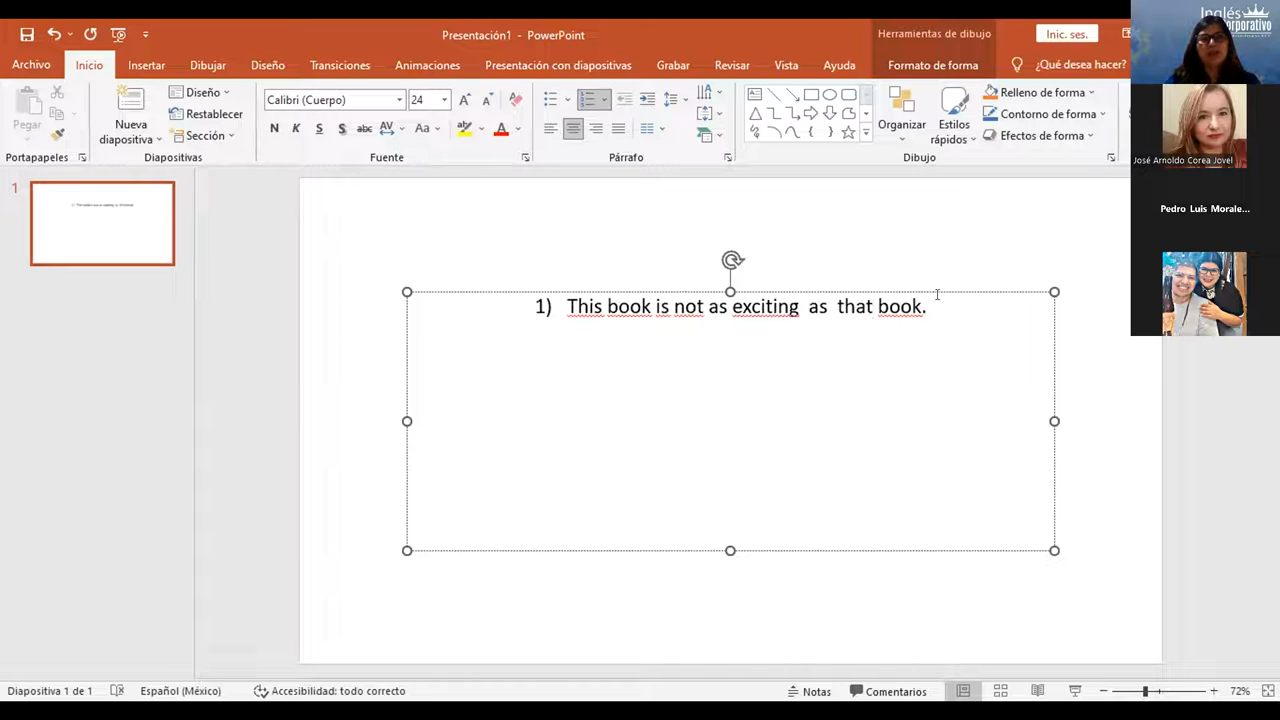 Presentación1 - PowerPoint
Herramientas de dibujo
Inic. ses.
Inglés
orporativo
Archivo
Inicio
Insertar
Dibujar
Diseño
Transiciones
Animaciones
Presentación con diapositivas
Grabar
Revisar
Vista
Ayuda
Formato de forma
¿Qué desea hacer?
Pegar
Nueva
diapositiva
Diseño
Restablecer
Sección
Calibri (Cuerpo)
24
N
K
S
S
abc
AV
Aa
A
Organizar
Estilos
rápidos
Relleno de forma
Contorno de forma
Efectos de forma
Portapapeles
Diapositivas
Fuente
Párrafo
Dibujo
José Arnoldo Corea Jovel
Pedro Luis Morale...
1
1) This book is not as exciting as that book.
Diapositiva 1 de 1
Español (México)
Accesibilidad: todo correcto
Notas
Comentarios
72%